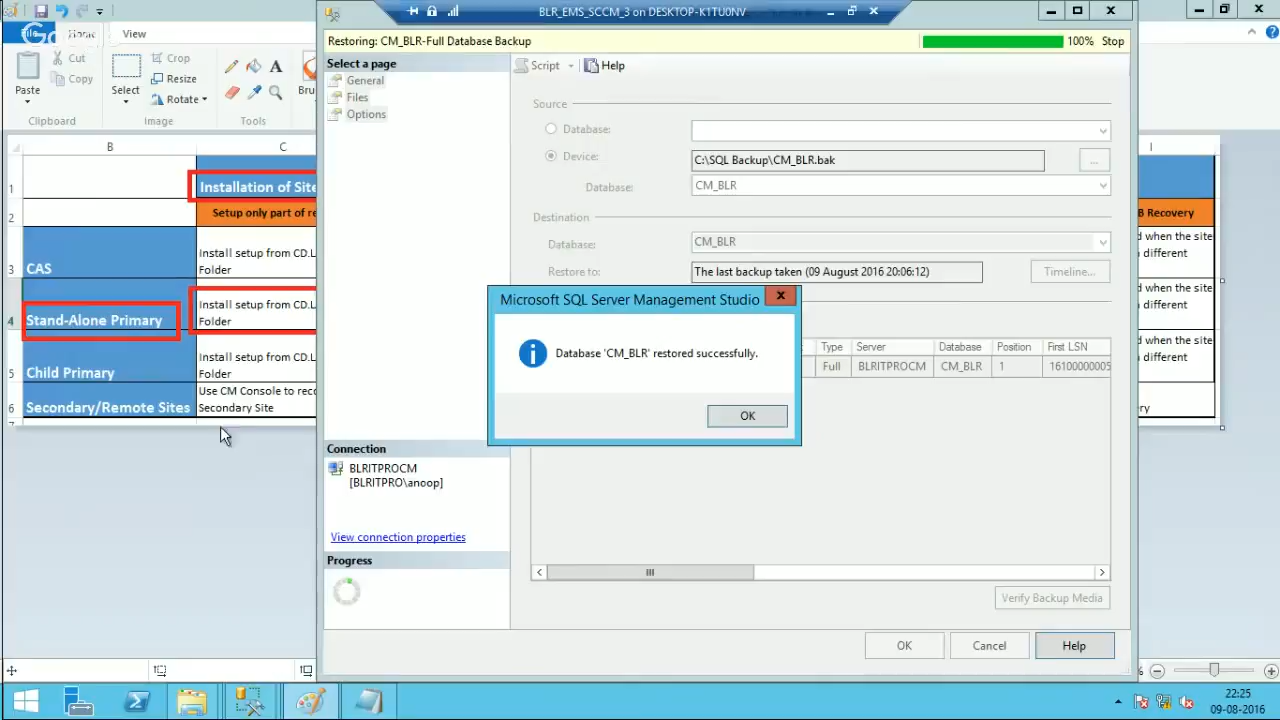 BLR_EMS_SCCM_3 on DESKTOP-K1TU0NV
View
Restoring: CM_BLR-Full Database Backup
100% Stop
Cut
Copy
Paste
Clipboard
Crop
Resize
Select
Rotate
Image
Tools
Select a page
General
Files
Options
Script
Help
Source
Database:
Device:
C:\SQL Backup\CM_BLR.bak
...
Database:
CM_BLR
Destination
Database:
CM_BLR
Restore to:
The last backup taken (09 August 2016 20:06:12)
Timeline...
B
C
I
1
Installation of Site
2
Setup only part of re
B Recovery
3
CAS
Install setup from CD.L
Folder
d when the site
n different
4
Stand-Alone Primary
Install setup from CD.L
Folder
d when the site
n different
5
Child Primary
Install setup from CD.L
Folder
d when the site
n different
6
Secondary/Remote Sites
Use CM Console to reco
Secondary Site
ry
7
Type
Server
Database
Position
First LSN
Full
BLRITPROCM
CM_BLR
1
16100000005
Microsoft SQL Server Management Studio
Database 'CM_BLR' restored successfully.
OK
Connection
BLRITPROCM
[BLRITPRO\anoop]
View connection properties
Progress
Verify Backup Media
OK
Cancel
Help
%
22:25
09-08-2016